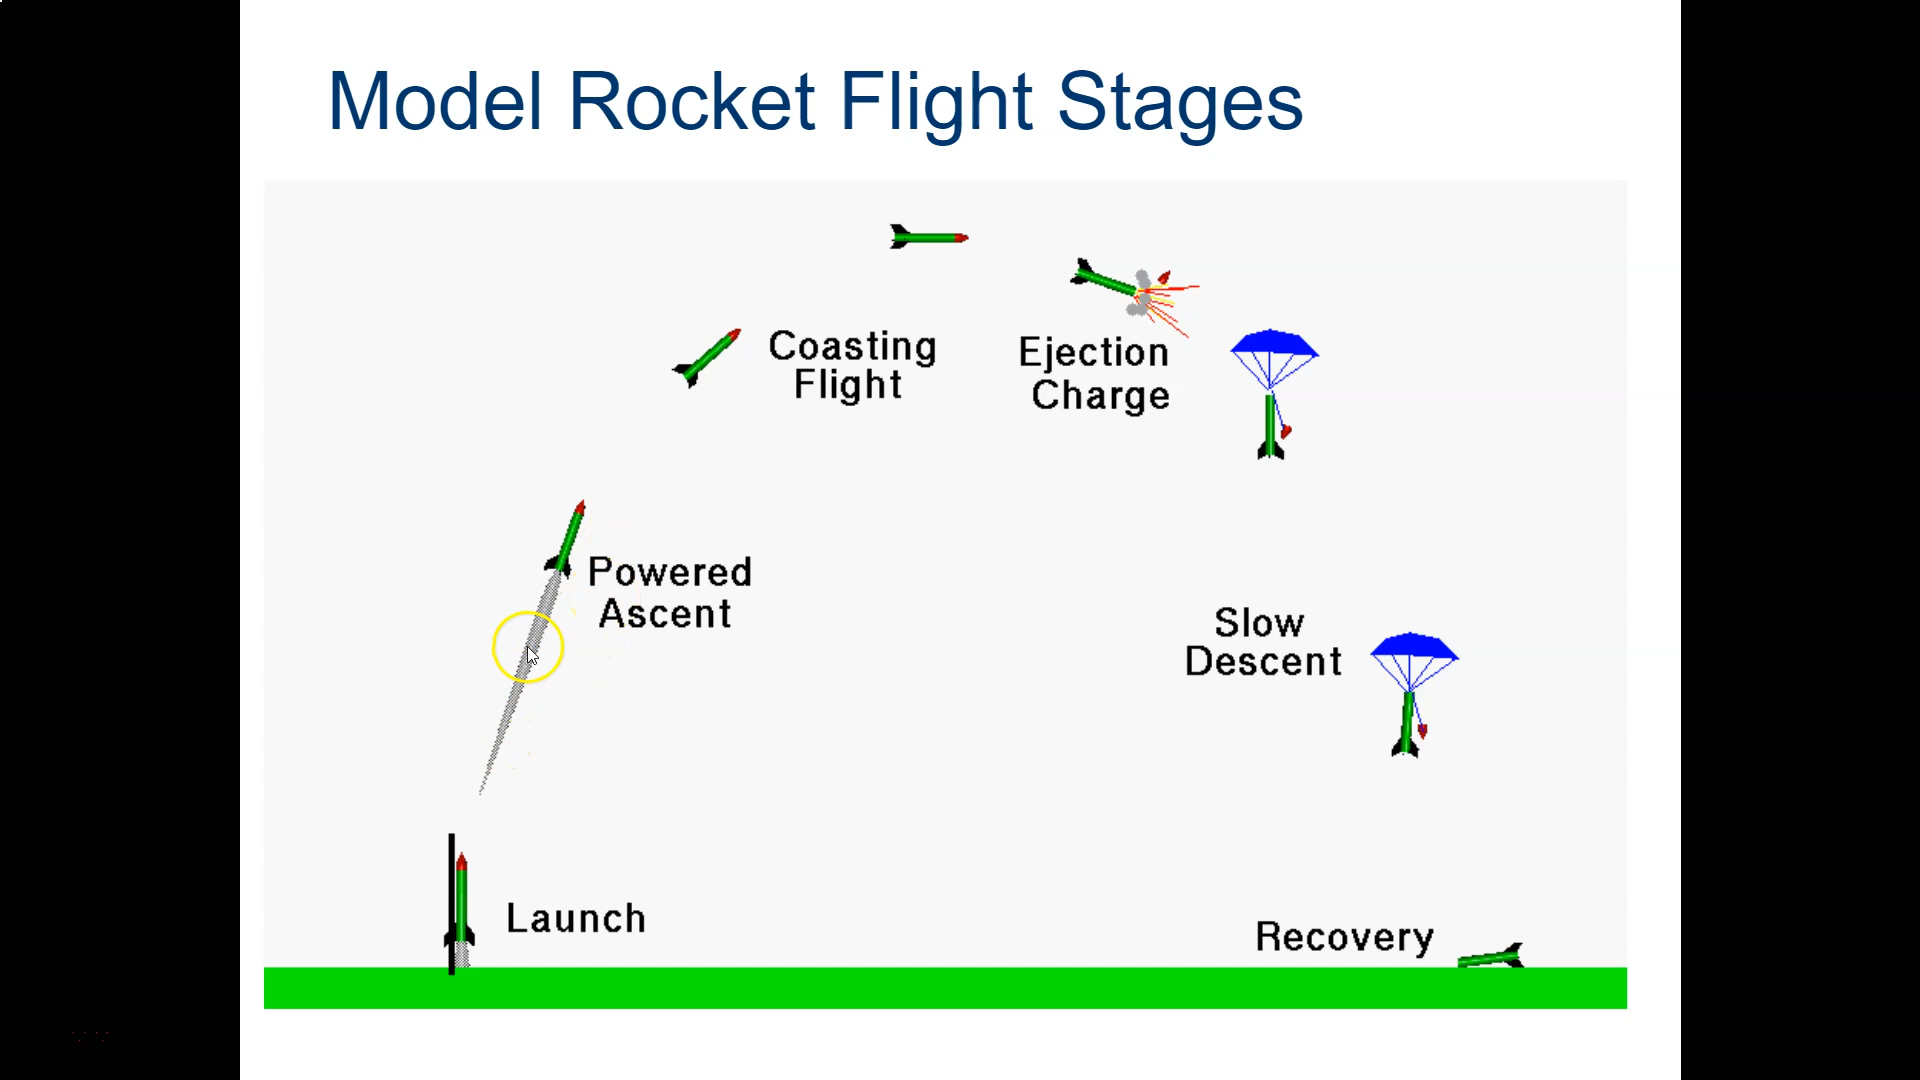 Model Rocket Flight Stages
Coasting
Flight
Ejection
Charge
Powered
Ascent
Slow
Descent
Launch
Recovery